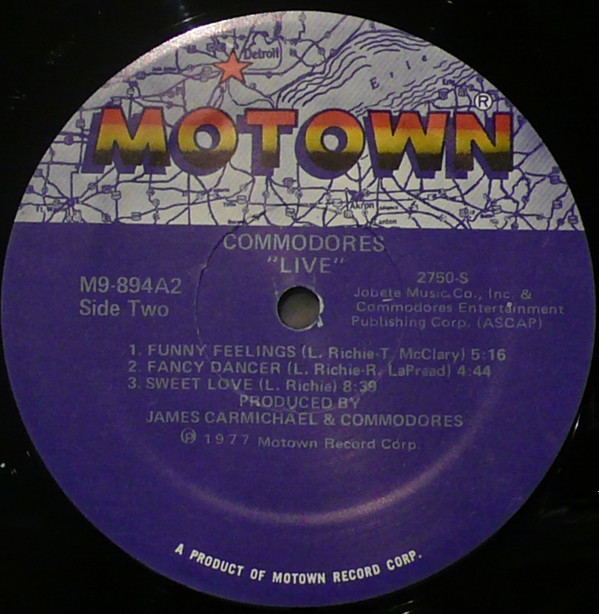 Detroit
Erie
MOTOWN®
Akron
Canton
COMMODORES
"LIVE"
M9-894A2
Side Two
2750-S
Jobete Music Co., Inc. &
Commodores Entertainment
Publishing Corp. (ASCAP)
1. FUNNY FEELINGS (L. Richie-T. McClary) 5:16
2. FANCY DANCER (L. Richie-R. LaPread) 4:44
3. SWEET LOVE (L. Richie) 8:39
PRODUCED BY
JAMES CARMICHAEL & COMMODORES
℗ 1977 Motown Record Corp.
A PRODUCT OF MOTOWN RECORD CORP.